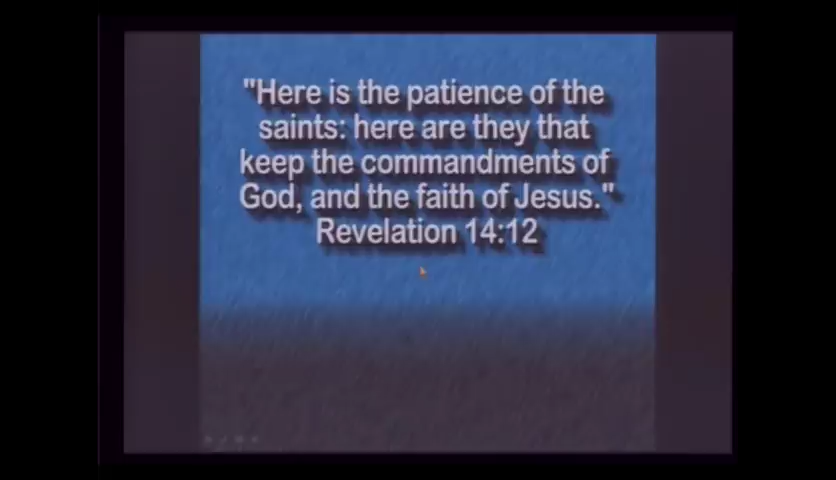 "Here is the patience of the
saints: here are they that
keep the commandments of
God, and the faith of Jesus."
Revelation 14:12